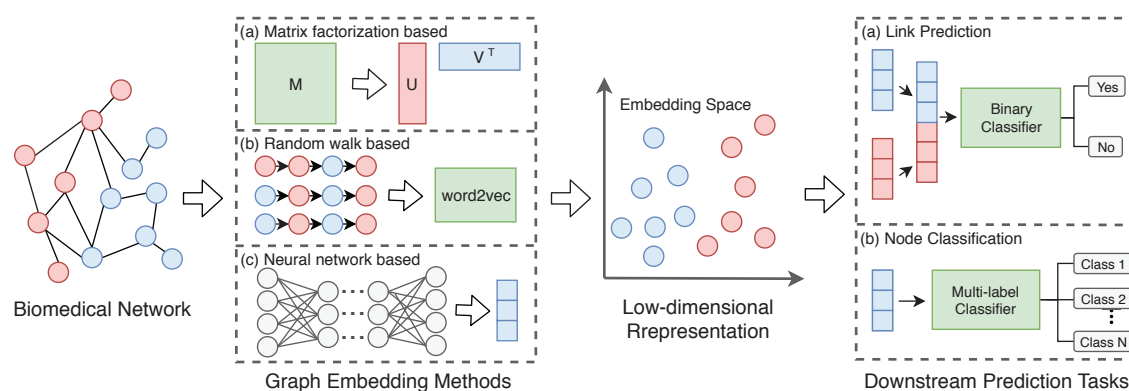 Biomedical Network
(a) Matrix factorization based
M
U
V^T
(b) Random walk based
word2vec
(c) Neural network based
Graph Embedding Methods
Embedding Space
Low-dimensional
Rrepresentation
(a) Link Prediction
Binary
Classifier
Yes
No
(b) Node Classification
Multi-label
Classifier
Class 1
Class 2
Class N
Downstream Prediction Tasks